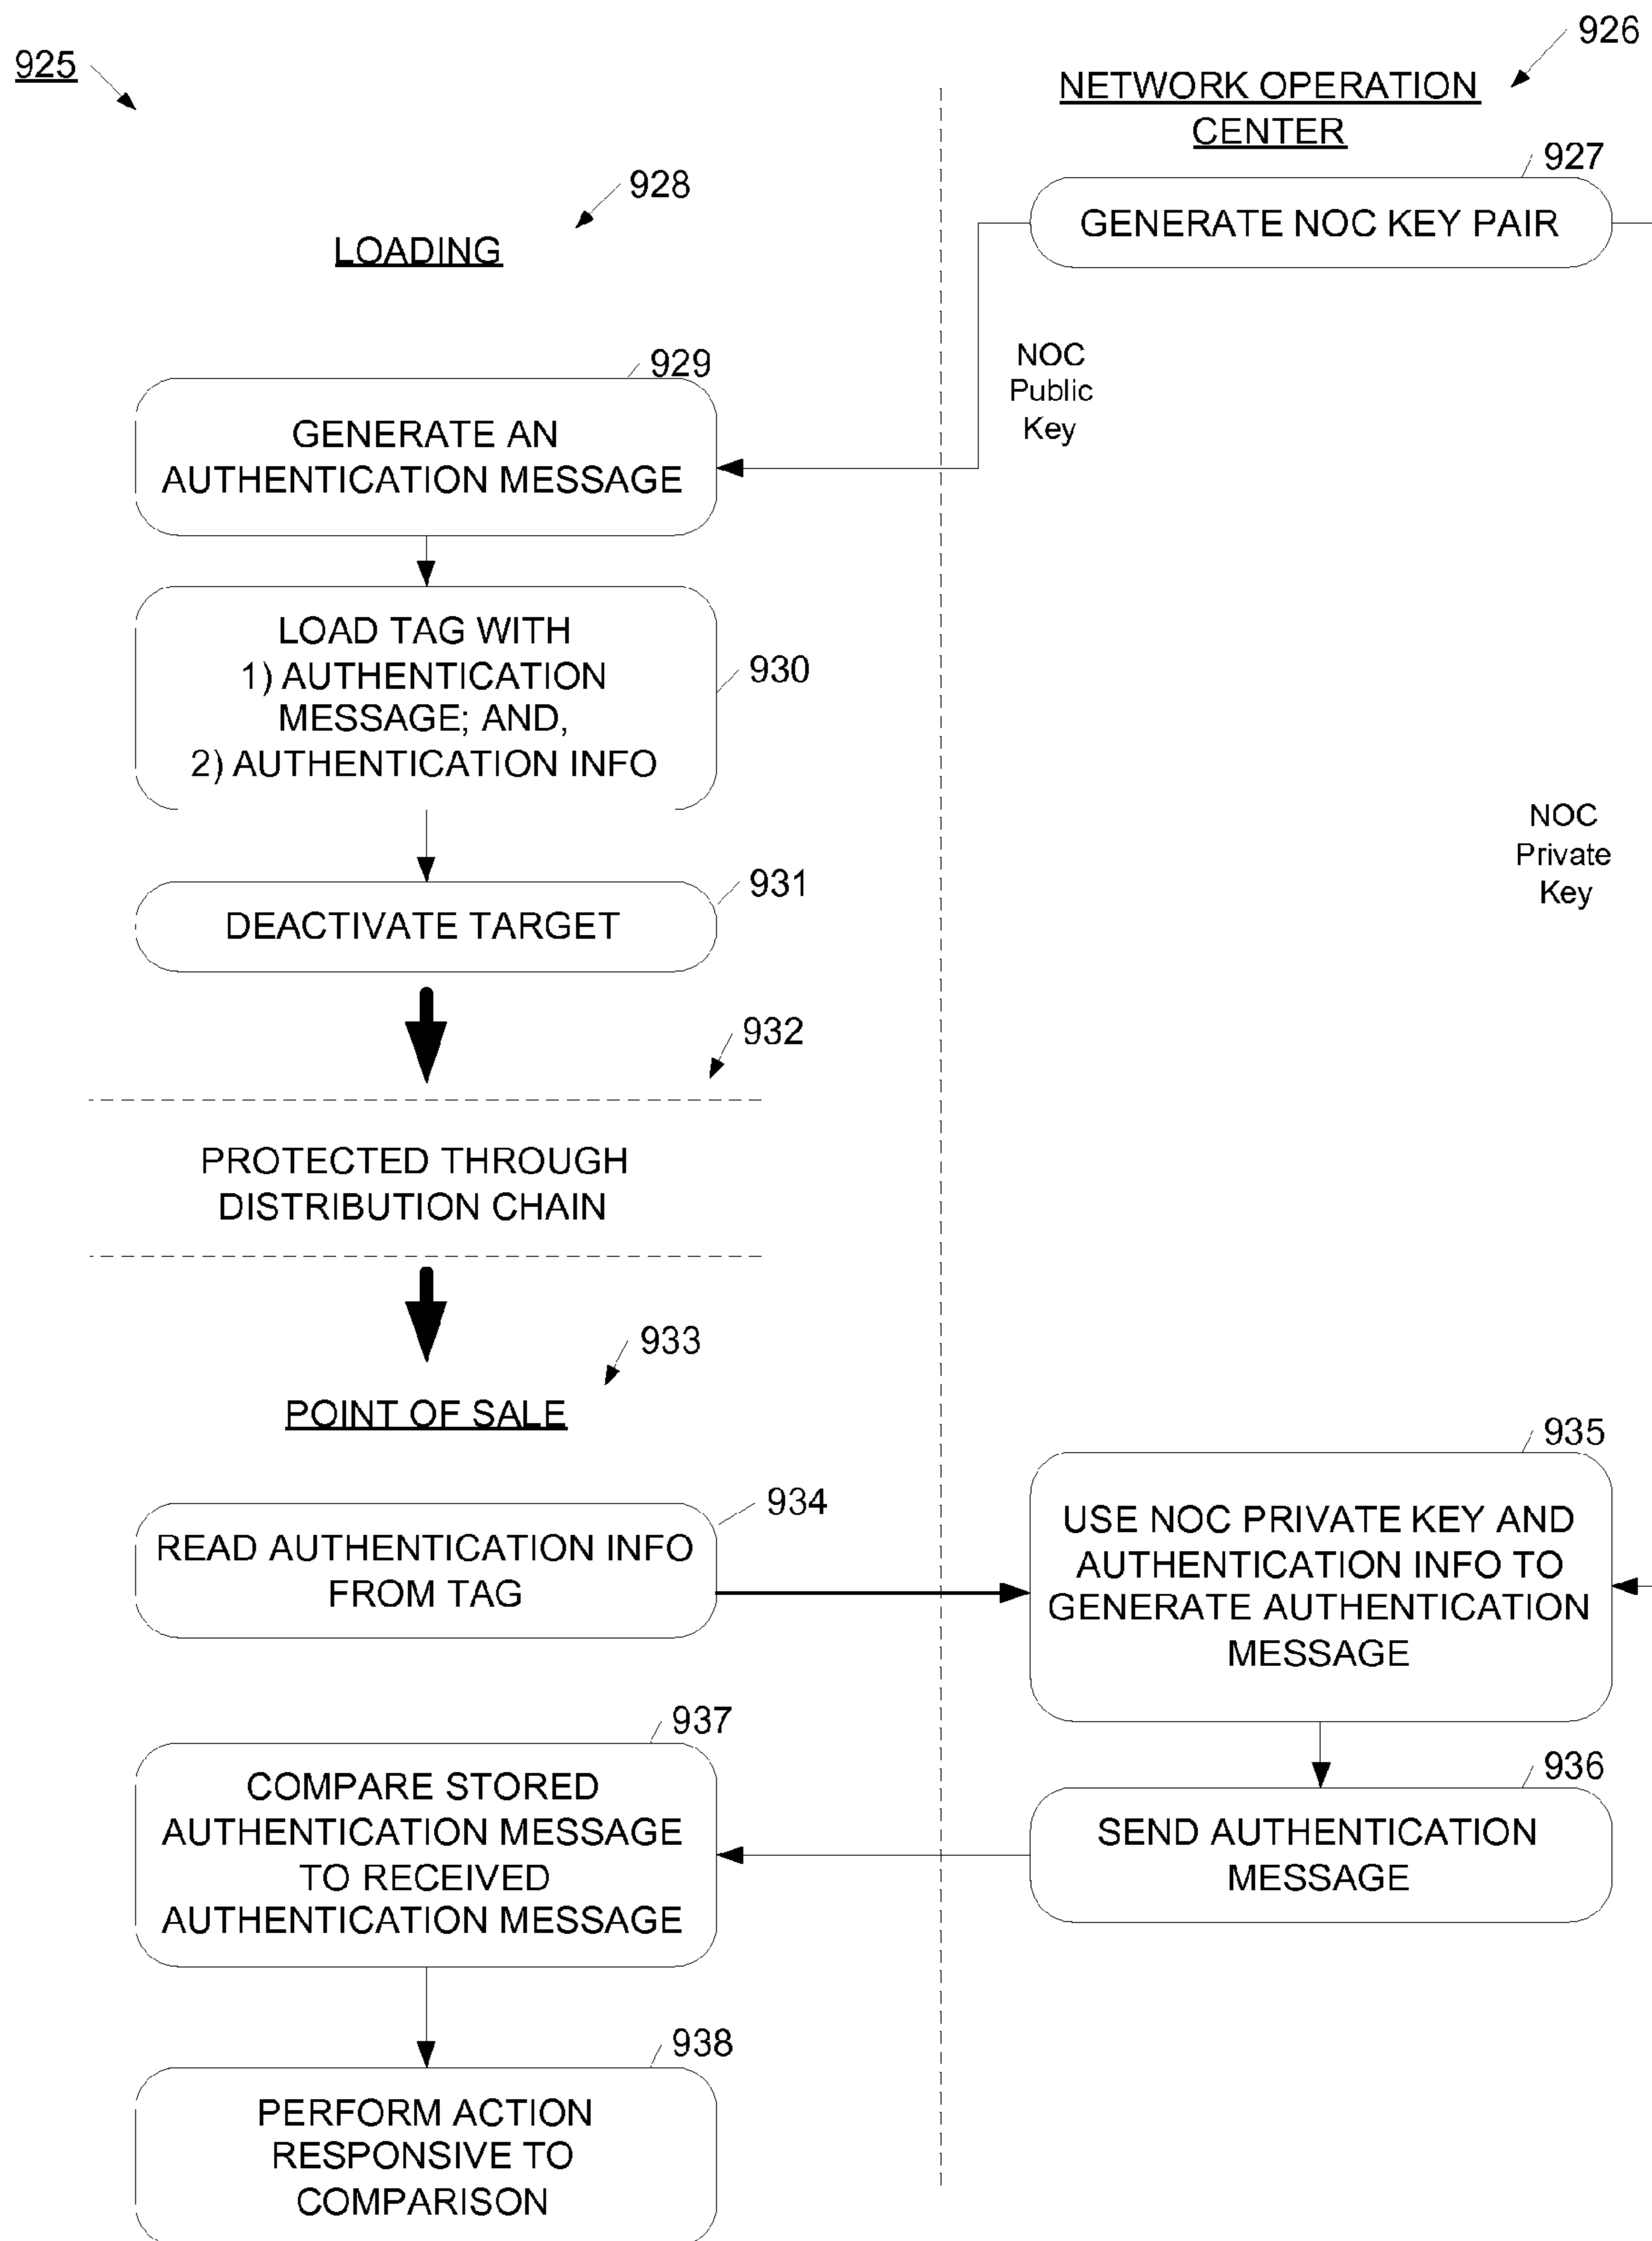 925
926
NETWORK OPERATION
CENTER
927
GENERATE NOC KEY PAIR
928
LOADING
NOC
Public
Key
929
GENERATE AN
AUTHENTICATION MESSAGE
LOAD TAG WITH
1) AUTHENTICATION
MESSAGE; AND,
2) AUTHENTICATION INFO
930
NOC
Private
Key
931
DEACTIVATE TARGET
932
PROTECTED THROUGH
DISTRIBUTION CHAIN
933
POINT OF SALE
934
READ AUTHENTICATION INFO
FROM TAG
935
USE NOC PRIVATE KEY AND
AUTHENTICATION INFO TO
GENERATE AUTHENTICATION
MESSAGE
936
SEND AUTHENTICATION
MESSAGE
937
COMPARE STORED
AUTHENTICATION MESSAGE
TO RECEIVED
AUTHENTICATION MESSAGE
938
PERFORM ACTION
RESPONSIVE TO
COMPARISON